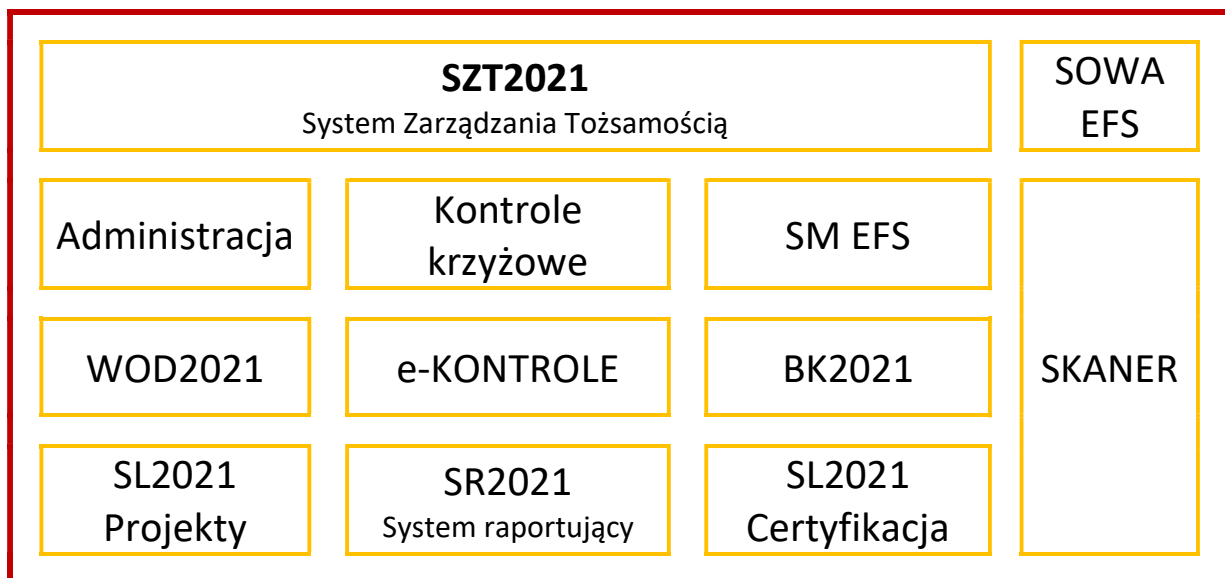 SZT2021
System Zarządzania Tożsamością
SOWA
EFS
Administracja
Kontrole
krzyżowe
SM EFS
WOD2021
e-KONTROLE
BK2021
SKANER
SL2021
Projekty
SR2021
System raportujący
SL2021
Certyfikacja